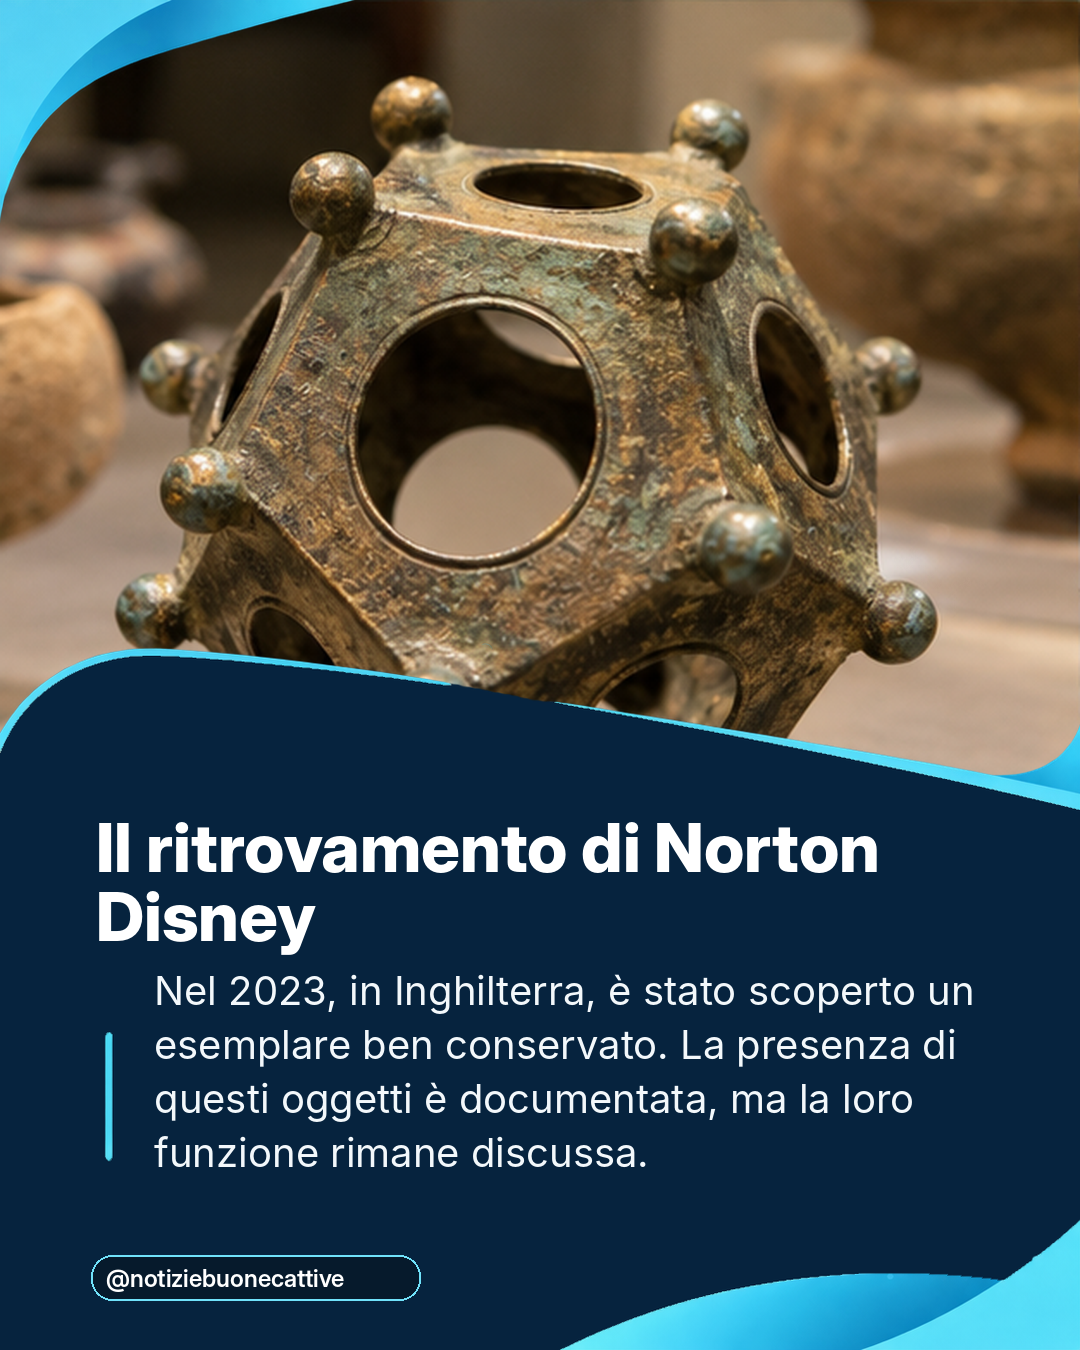 Il ritrovamento di Norton
Disney
Nel 2023, in Inghilterra, è stato scoperto un
esemplare ben conservato. La presenza di
questi oggetti è documentata, ma la loro
funzione rimane discussa.
@notiziebuonecattive